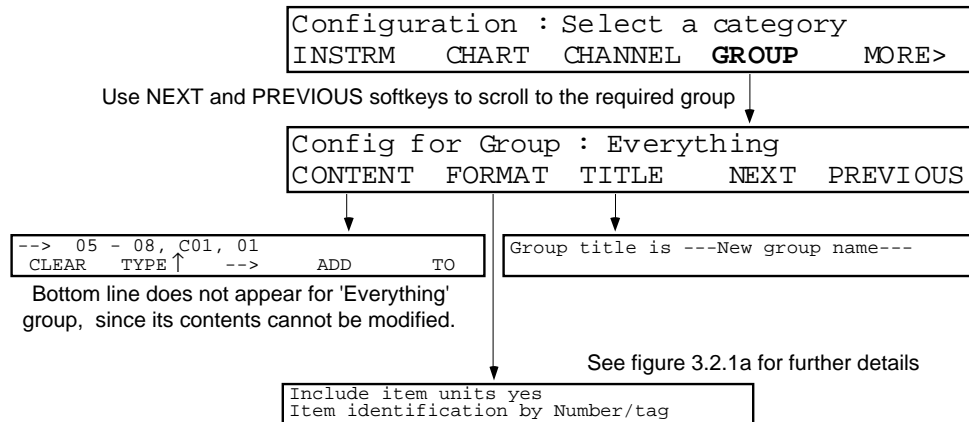 Configuration : Select a category
INSTRM CHART CHANNEL GROUP MORE>
Use NEXT and PREVIOUS softkeys to scroll to the required group
Config for Group : Everything
CONTENT FORMAT TITLE NEXT PREVIOUS
--> 05 - 08, C01, 01
CLEAR TYPE↑ --> ADD TO
Group title is ---New group name---
Bottom line does not appear for 'Everything'
group, since its contents cannot be modified.
See figure 3.2.1a for further details
Include item units yes
Item identification by Number/tag